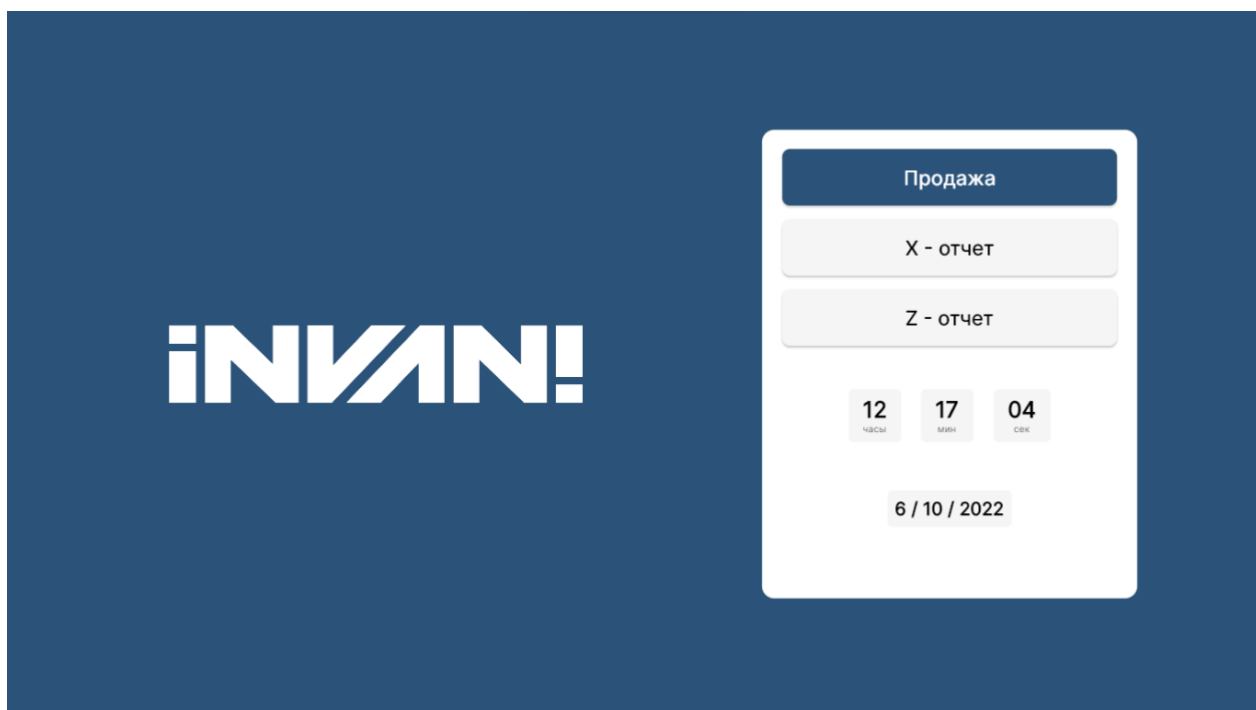 iNVAN!
Продажа
X - отчет
Z - отчет
12 17 04
часы мин сек
6 / 10 / 2022